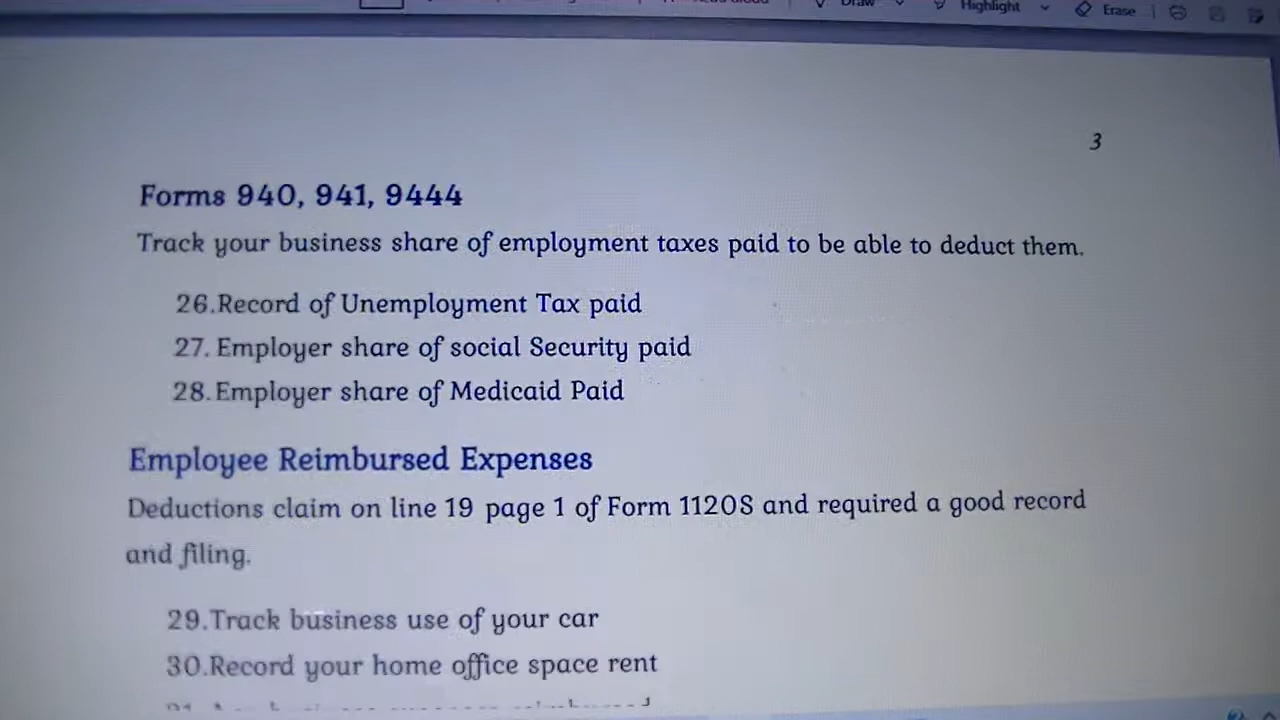 Draw
Highlight
Erase
3
Forms 940, 941, 9444
Track your business share of employment taxes paid to be able to deduct them.
26.Record of Unemployment Tax paid
27. Employer share of social Security paid
28. Employer share of Medicaid Paid
Employee Reimbursed Expenses
Deductions claim on line 19 page 1 of Form 1120S and required a good record
and filing.
29.Track business use of your car
30.Record your home office space rent